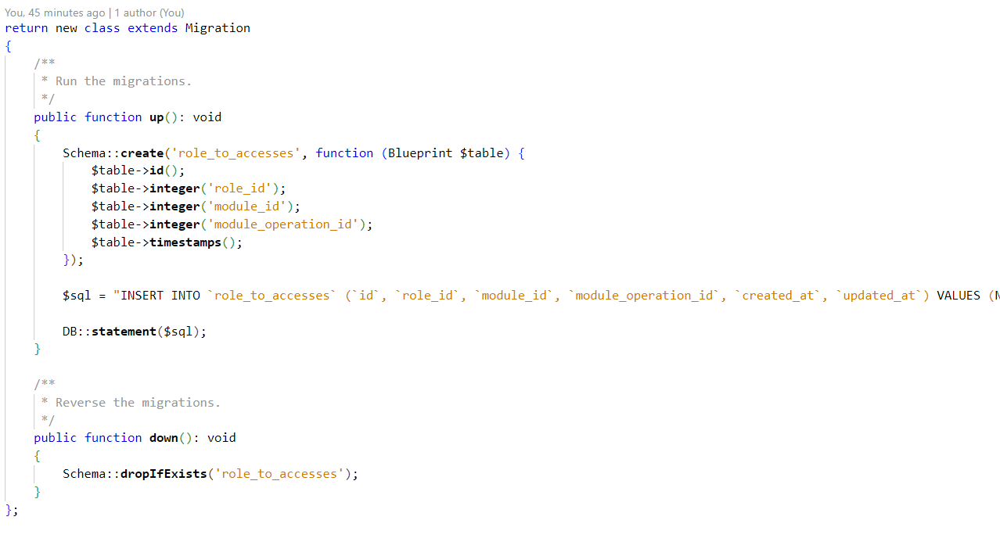 You, 45 minutes ago | 1 author (You)
return new class extends Migration
{
    /**
     * Run the migrations.
     */
    public function up(): void
    {
        Schema::create('role_to_accesses', function (Blueprint $table) {
            $table->id();
            $table->integer('role_id');
            $table->integer('module_id');
            $table->integer('module_operation_id');
            $table->timestamps();
        });

        $sql = "INSERT INTO `role_to_accesses` (`id`, `role_id`, `module_id`, `module_operation_id`, `created_at`, `updated_at`) VALUES (

        DB::statement($sql);
    }

    /**
     * Reverse the migrations.
     */
    public function down(): void
    {
        Schema::dropIfExists('role_to_accesses');
    }
};